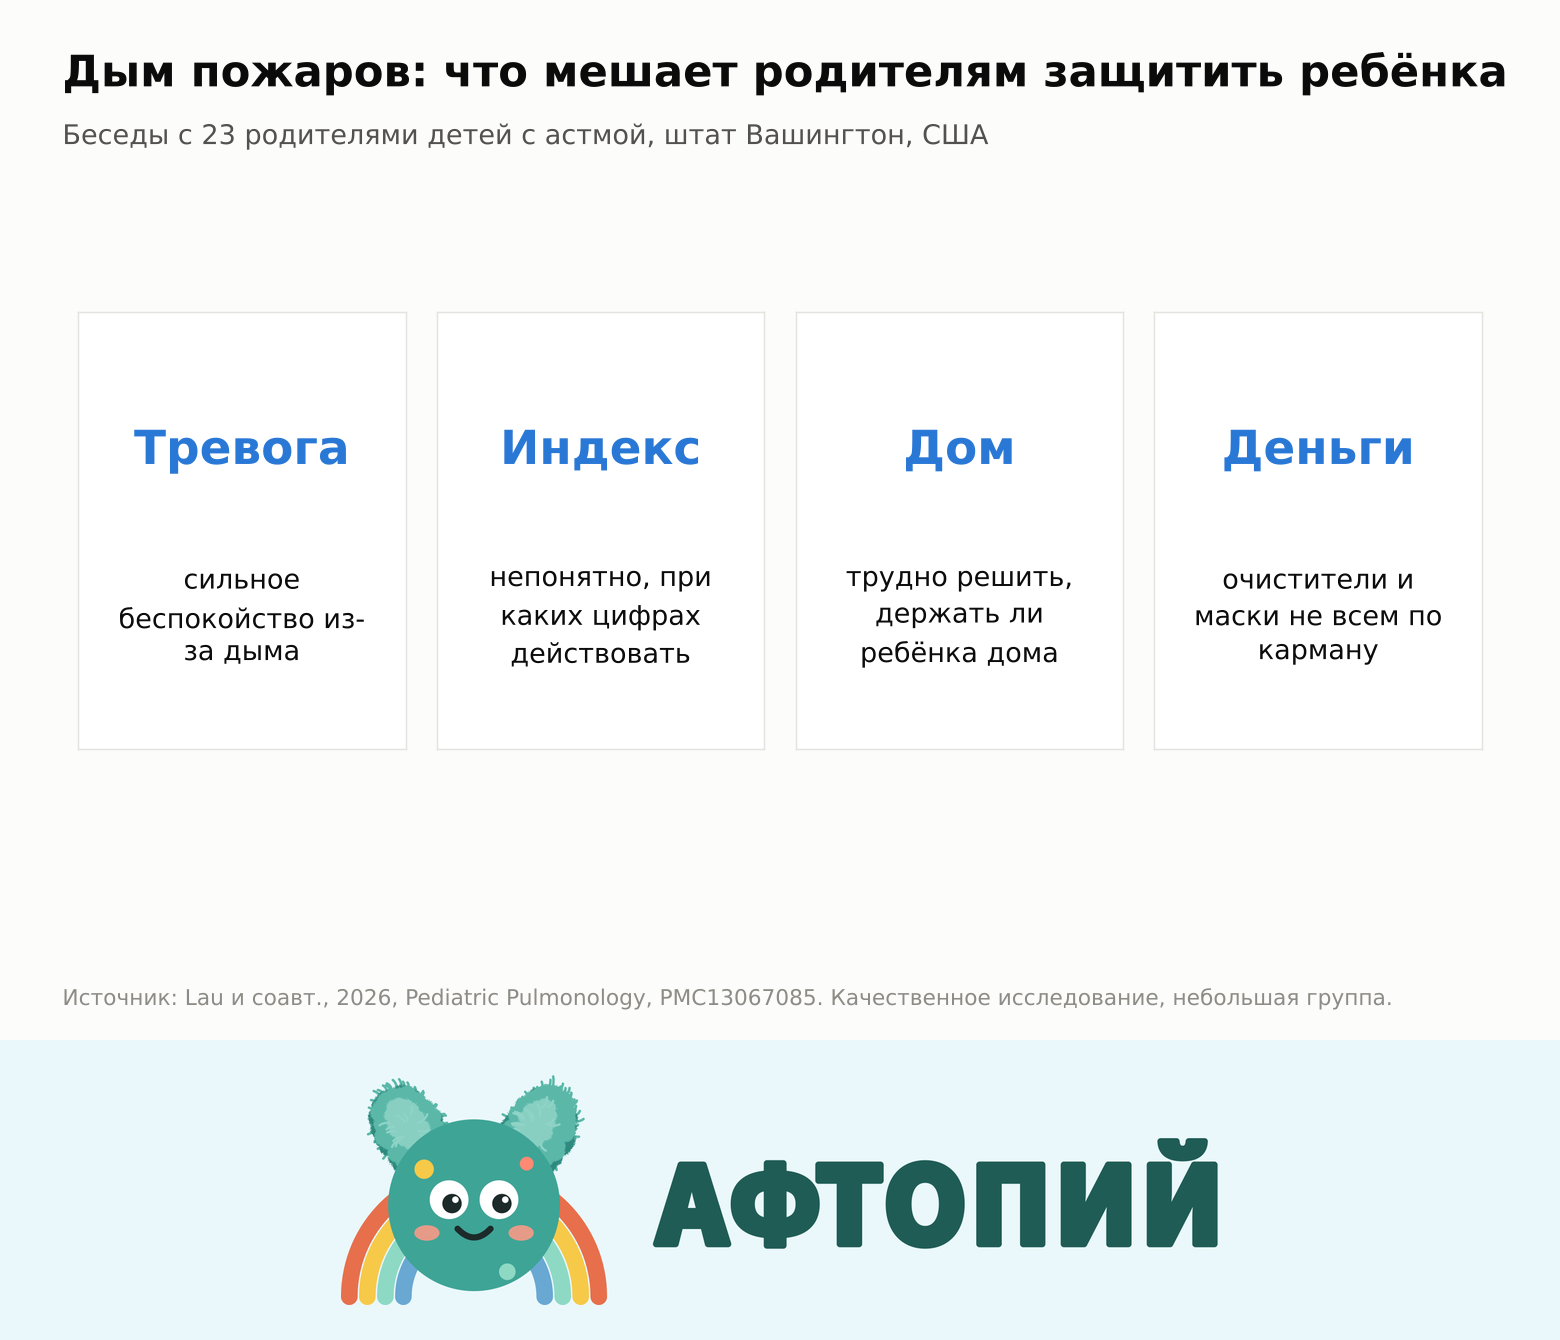 Дым пожаров: что мешает родителям защитить ребёнка
Беседы с 23 родителями детей с астмой, штат Вашингтон, США
Тревога
сильное
беспокойство из-
за дыма
Индекс
непонятно, при
каких цифрах
действовать
Дом
трудно решить,
держать ли
ребёнка дома
Деньги
очистители и
маски не всем по
карману
Источник: Lau и соавт., 2026, Pediatric Pulmonology, PMC13067085. Качественное исследование, небольшая группа.
АФТОПИЙ